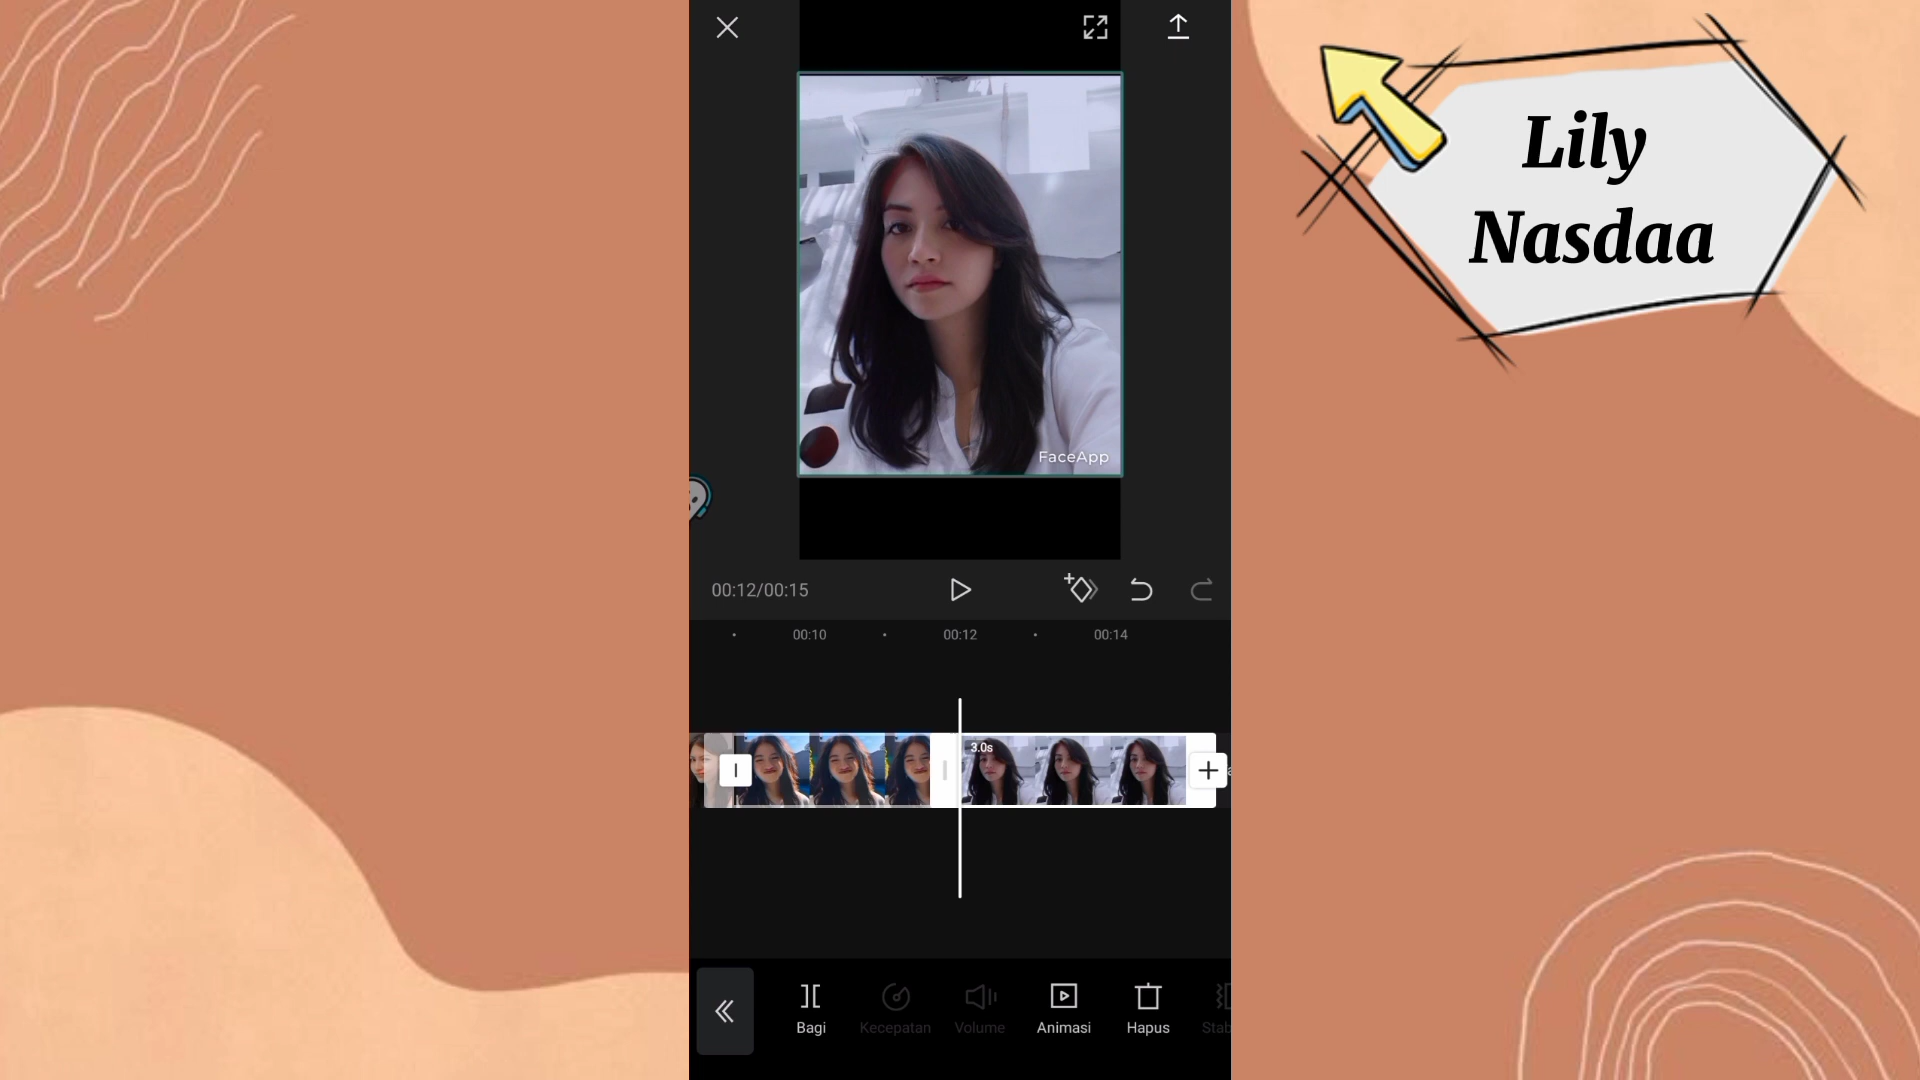 Lily
Nasdaa
FaceApp
00:12/00:15
00:10
00:12
00:14
3.0s
Bagi
Kecepatan
Volume
Animasi
Hapus